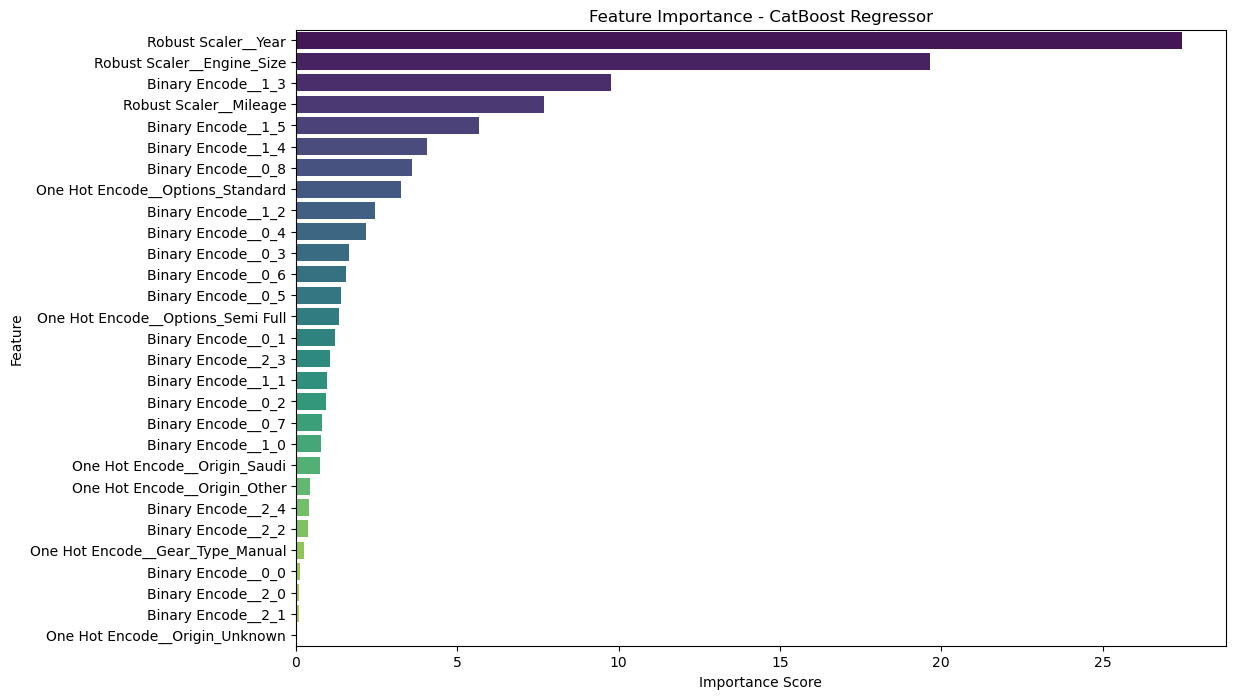 Feature Importance - CatBoost Regressor
Feature
Robust Scaler__Year
Robust Scaler__Engine_Size
Binary Encode__1_3
Robust Scaler__Mileage
Binary Encode__1_5
Binary Encode__1_4
Binary Encode__0_8
One Hot Encode__Options_Standard
Binary Encode__1_2
Binary Encode__0_4
Binary Encode__0_3
Binary Encode__0_6
Binary Encode__0_5
One Hot Encode__Options_Semi Full
Binary Encode__0_1
Binary Encode__2_3
Binary Encode__1_1
Binary Encode__0_2
Binary Encode__0_7
Binary Encode__1_0
One Hot Encode__Origin_Saudi
One Hot Encode__Origin_Other
Binary Encode__2_4
Binary Encode__2_2
One Hot Encode__Gear_Type_Manual
Binary Encode__0_0
Binary Encode__2_0
Binary Encode__2_1
One Hot Encode__Origin_Unknown
0 5 10 15 20 25
Importance Score